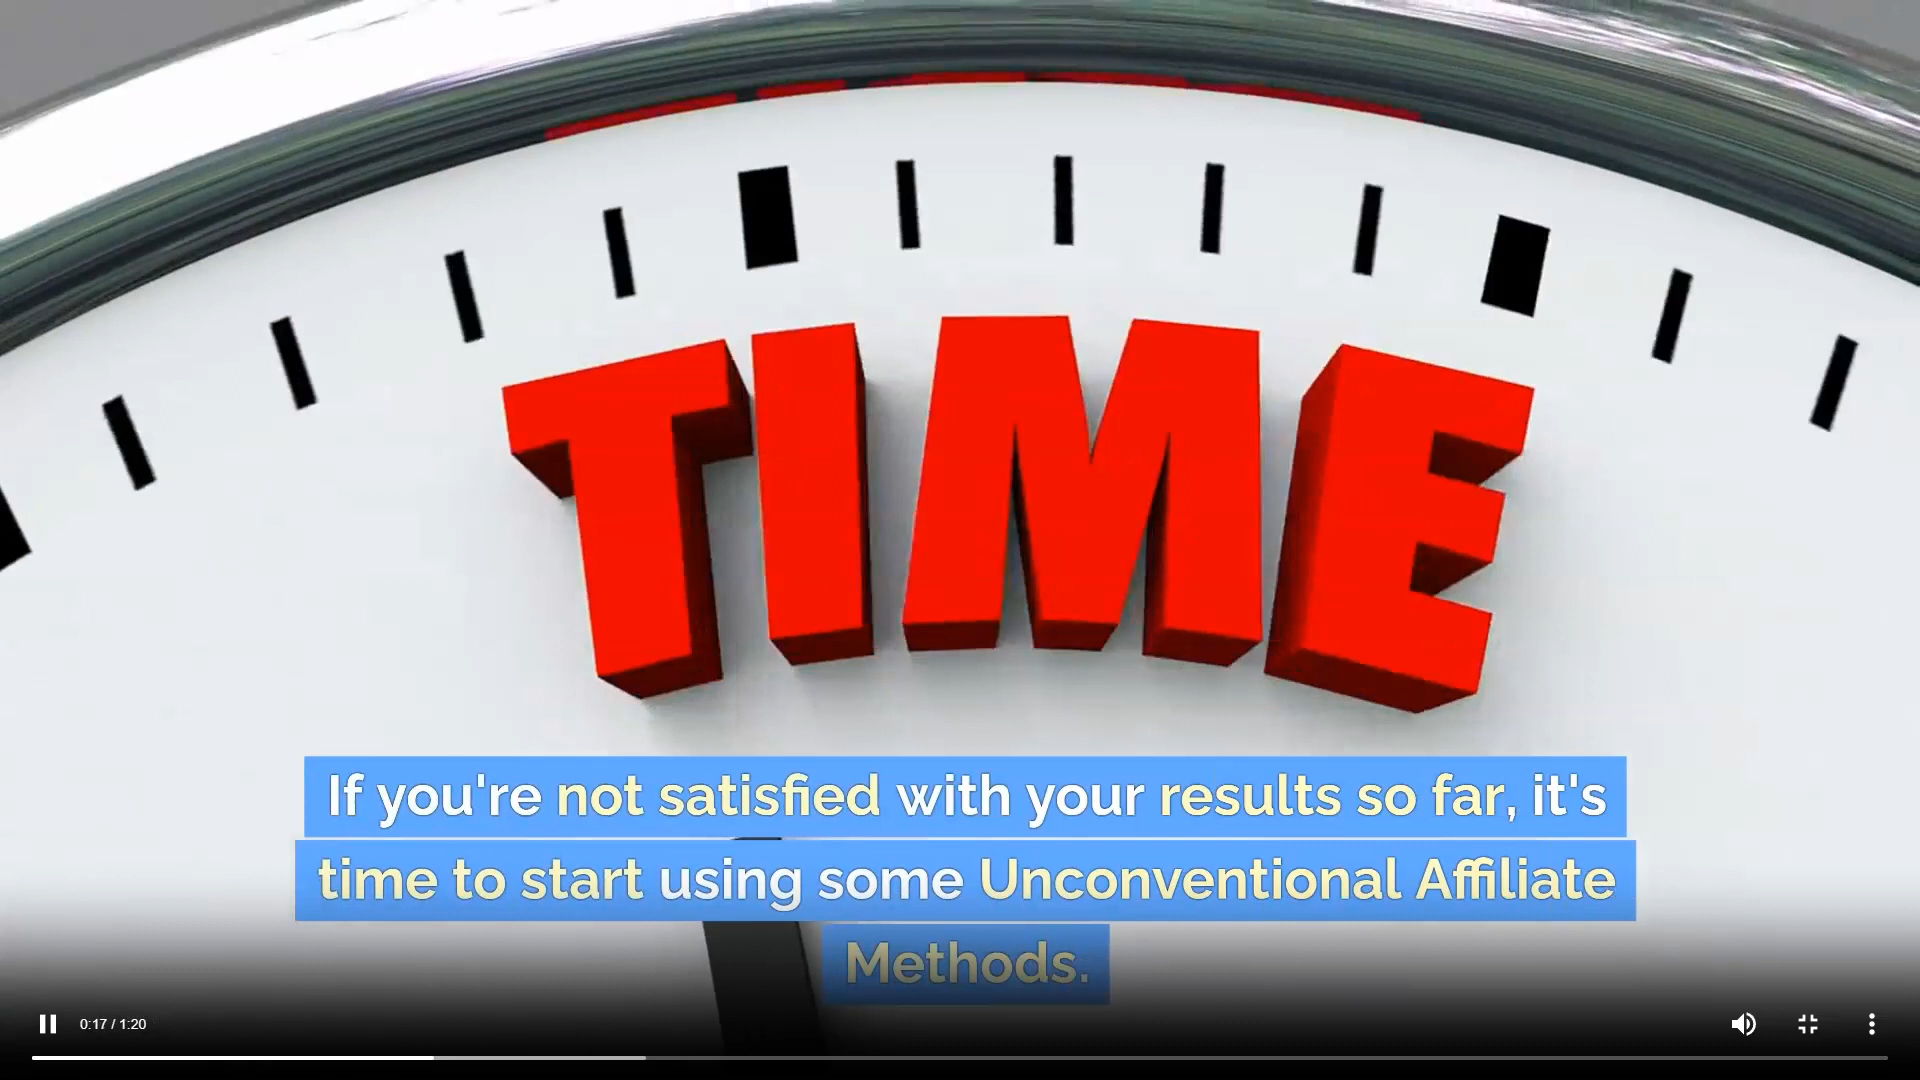 TIME
If you're not satisfied with your results so far, it's
time to start using some Unconventional Affiliate
Methods.
0:17 / 1:20